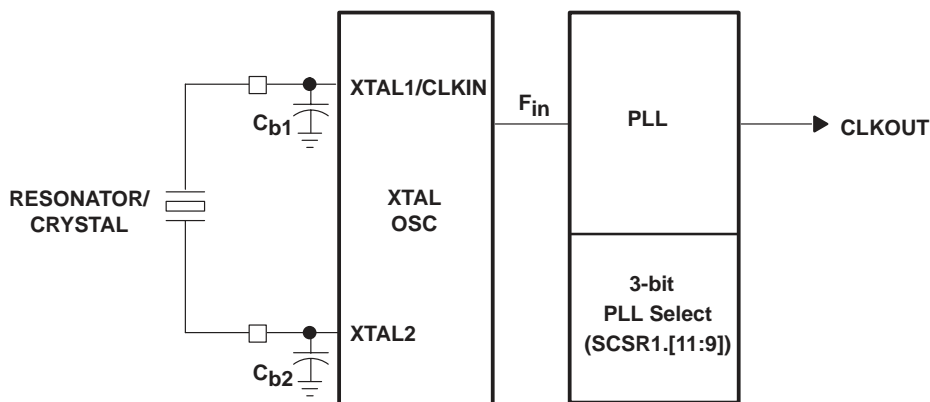 XTAL1/CLKIN
Cb1
Fin
PLL
CLKOUT
RESONATOR/
CRYSTAL
XTAL
OSC
3-bit
PLL Select
(SCSR1.[11:9])
XTAL2
Cb2